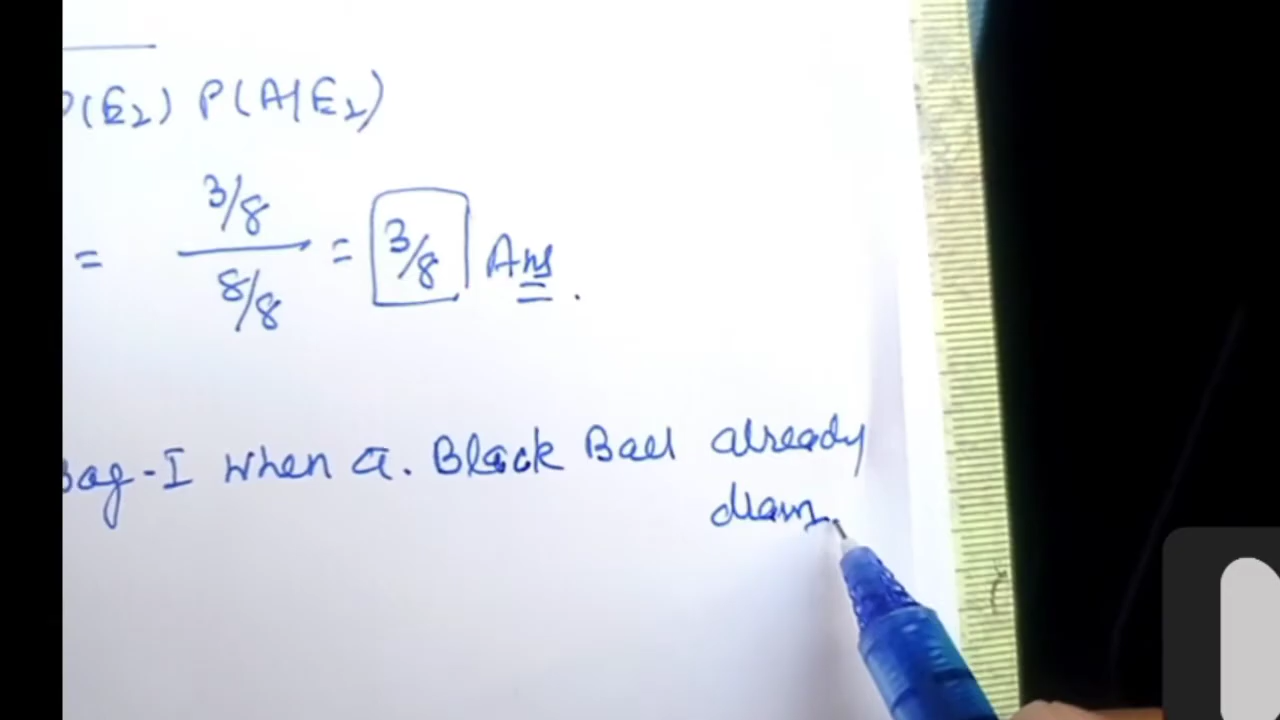 P(E₂) P(A|E₂)
= 3/8 / 8/8 = 3/8 Ans.
Bag-I when a. Black Ball already
drawn.